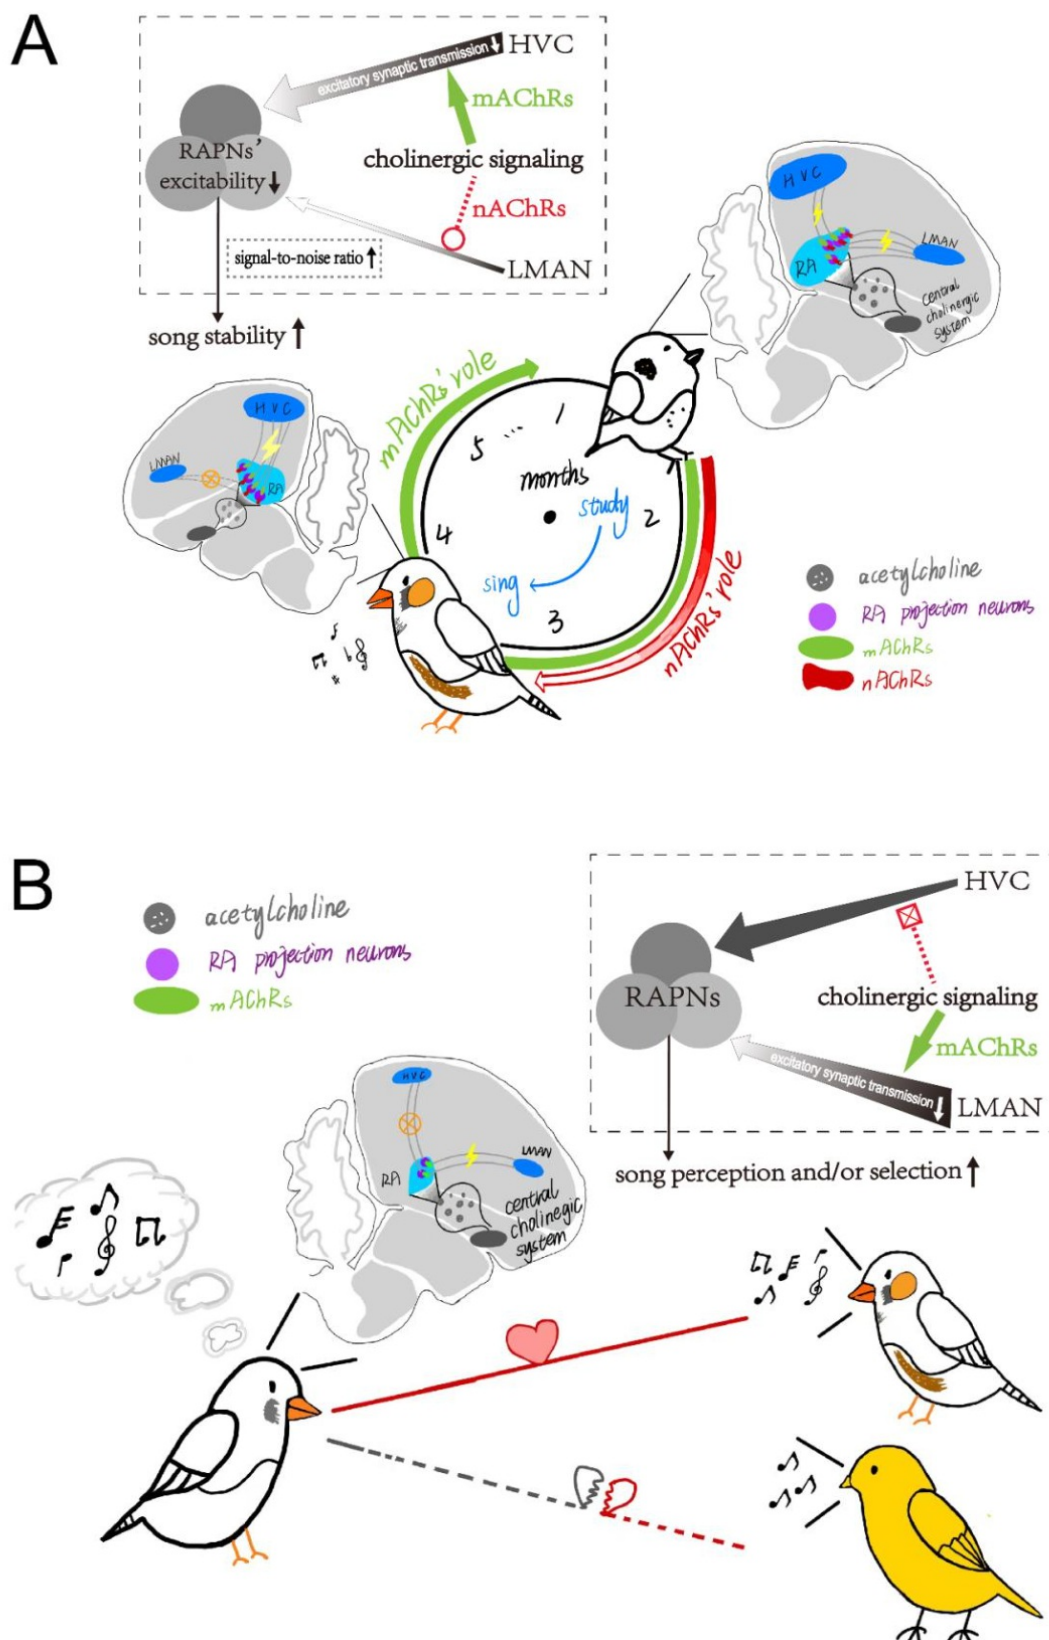 A
HVC
excitatory synaptic transmission
mAChRs
RAPNs'
excitability
cholinergic signaling
nAChRs
signal-to-noise ratio
LMAN
song stability
HVC
RA
LMAN
central
cholinergic
system
mAChRs' role
HVC
LMAN
RA
1
2
3
4
5 ...
months
study
sing
nAChRs' role
acetylcholine
RA projection neurons
mAChRs
nAChRs
B
acetylcholine
RA projection neurons
mAChRs
HVC
RAPNs
cholinergic signaling
mAChRs
excitatory synaptic transmission
LMAN
song perception and/or selection
HVC
RA
LMAN
central
cholinegic
system